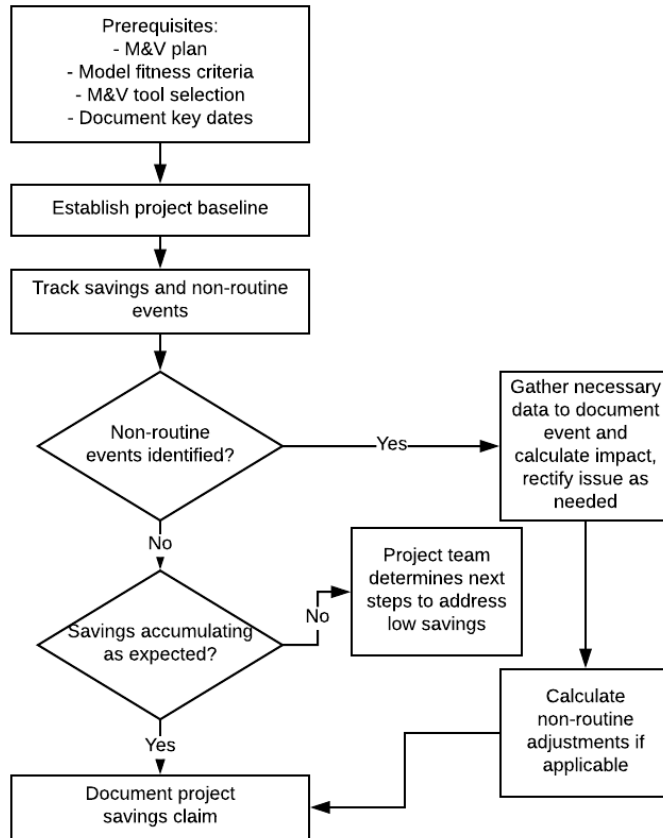 Prerequisites:
- M&V plan
- Model fitness criteria
- M&V tool selection
- Document key dates
Establish project baseline
Track savings and non-routine
events
Non-routine
events identified?
Yes
Gather necessary
data to document
event and
calculate impact,
rectify issue as
needed
No
Project team
determines next
steps to address
low savings
No
Savings accumulating
as expected?
Calculate
non-routine
adjustments if
applicable
Yes
Document project
savings claim